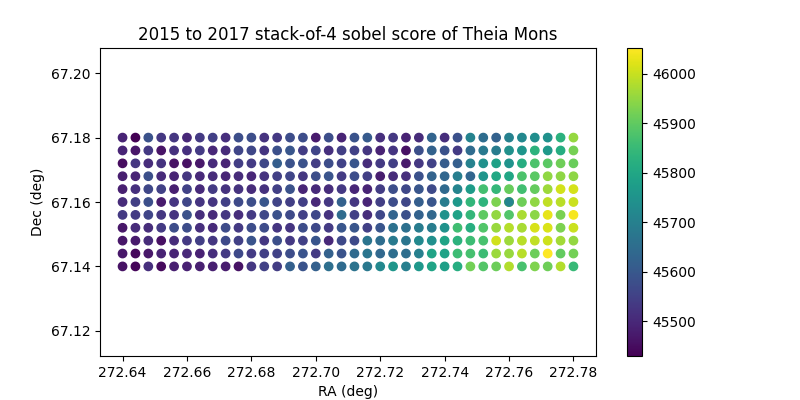 2015 to 2017 stack-of-4 sobel score of Theia Mons
67.20
67.18
67.16
67.14
67.12
Dec (deg)
272.64 272.66 272.68 272.70 272.72 272.74 272.76 272.78
RA (deg)
46000
45900
45800
45700
45600
45500